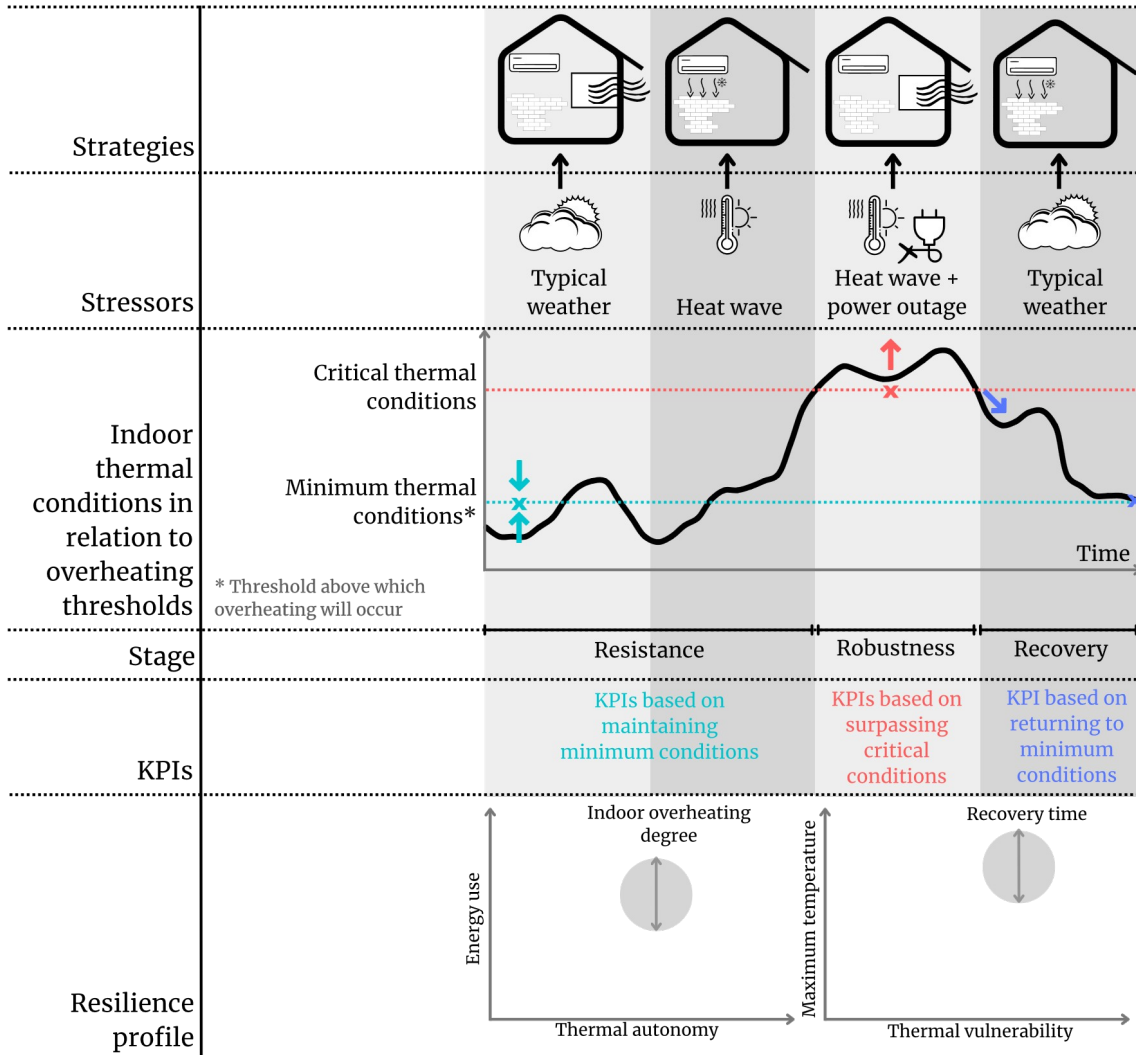 Strategies
Stressors
Typical
weather
Heat wave
Heat wave +
power outage
Typical
weather
Indoor
thermal
conditions in
relation to
overheating
thresholds
Critical thermal
conditions
Minimum thermal
conditions*
* Threshold above which
overheating will occur
Time
Stage
Resistance
Robustness
Recovery
KPIs
KPIs based on
maintaining
minimum conditions
KPIs based on
surpassing
critical
conditions
KPI based on
returning to
minimum
conditions
Resilience
profile
Energy use
Indoor overheating
degree
Thermal autonomy
Maximum temperature
Recovery time
Thermal vulnerability